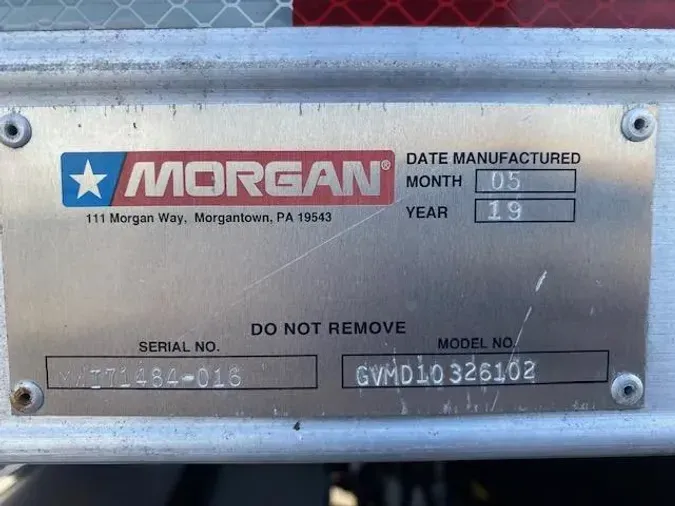 MORGAN®
111 Morgan Way, Morgantown, PA 19543
DATE MANUFACTURED
MONTH 05
YEAR 19
DO NOT REMOVE
SERIAL NO.
MODEL NO.
GVMD10326102